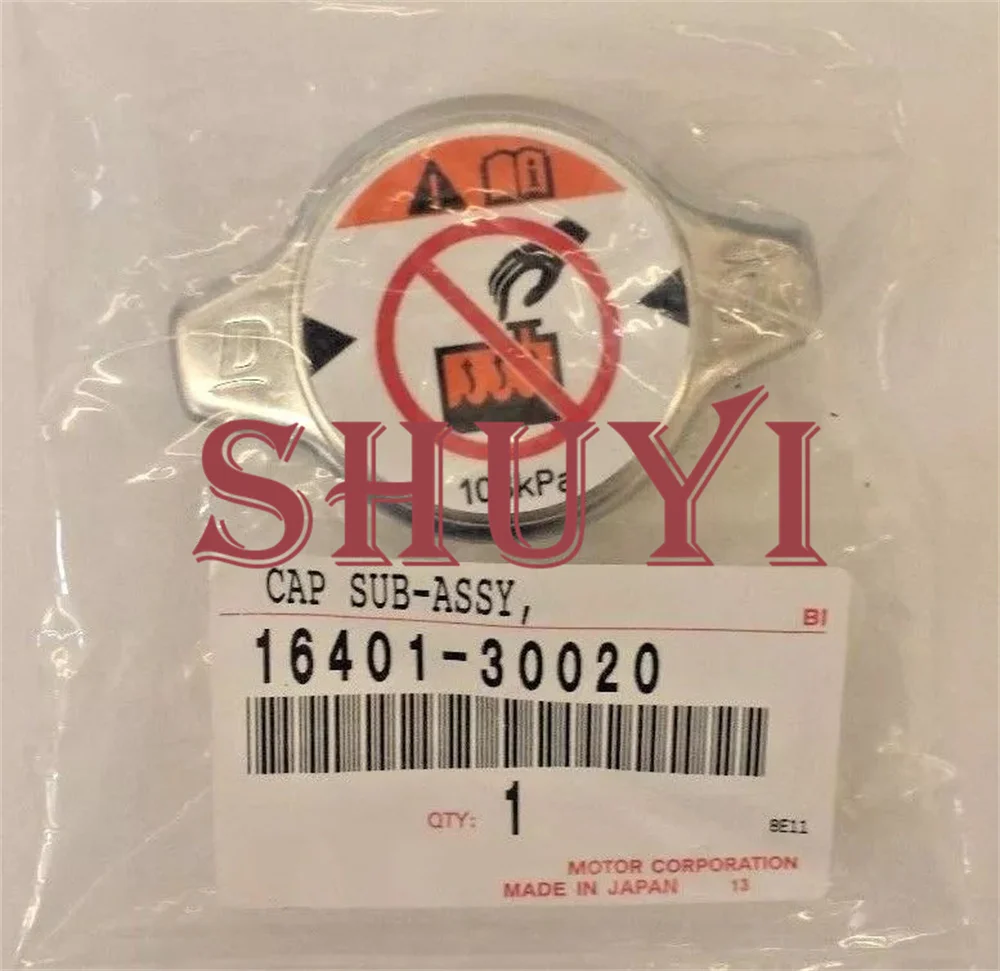 SHUYI
CAP SUB-ASSY,
BI
16401-30020
QTY: 1
8E11
MOTOR CORPORATION
MADE IN JAPAN 13